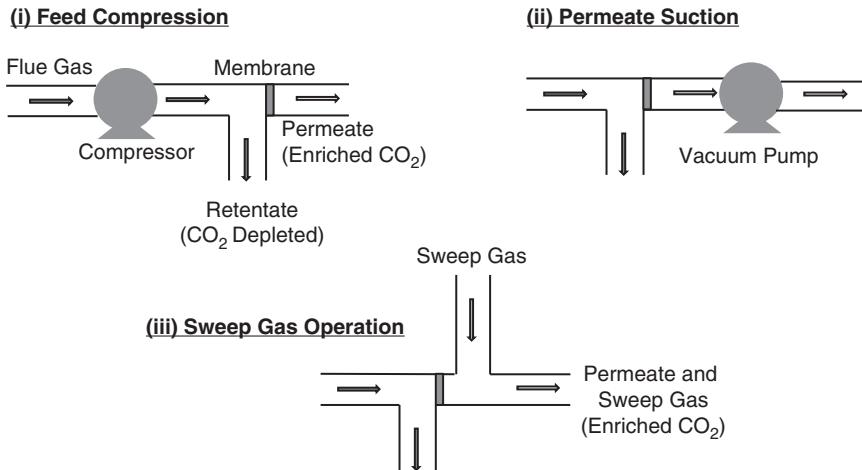 (i) Feed Compression
(ii) Permeate Suction
Flue Gas
Membrane
Compressor
Permeate
(Enriched CO₂)
Vacuum Pump
Retentate
(CO₂ Depleted)
Sweep Gas
(iii) Sweep Gas Operation
Permeate and
Sweep Gas
(Enriched CO₂)